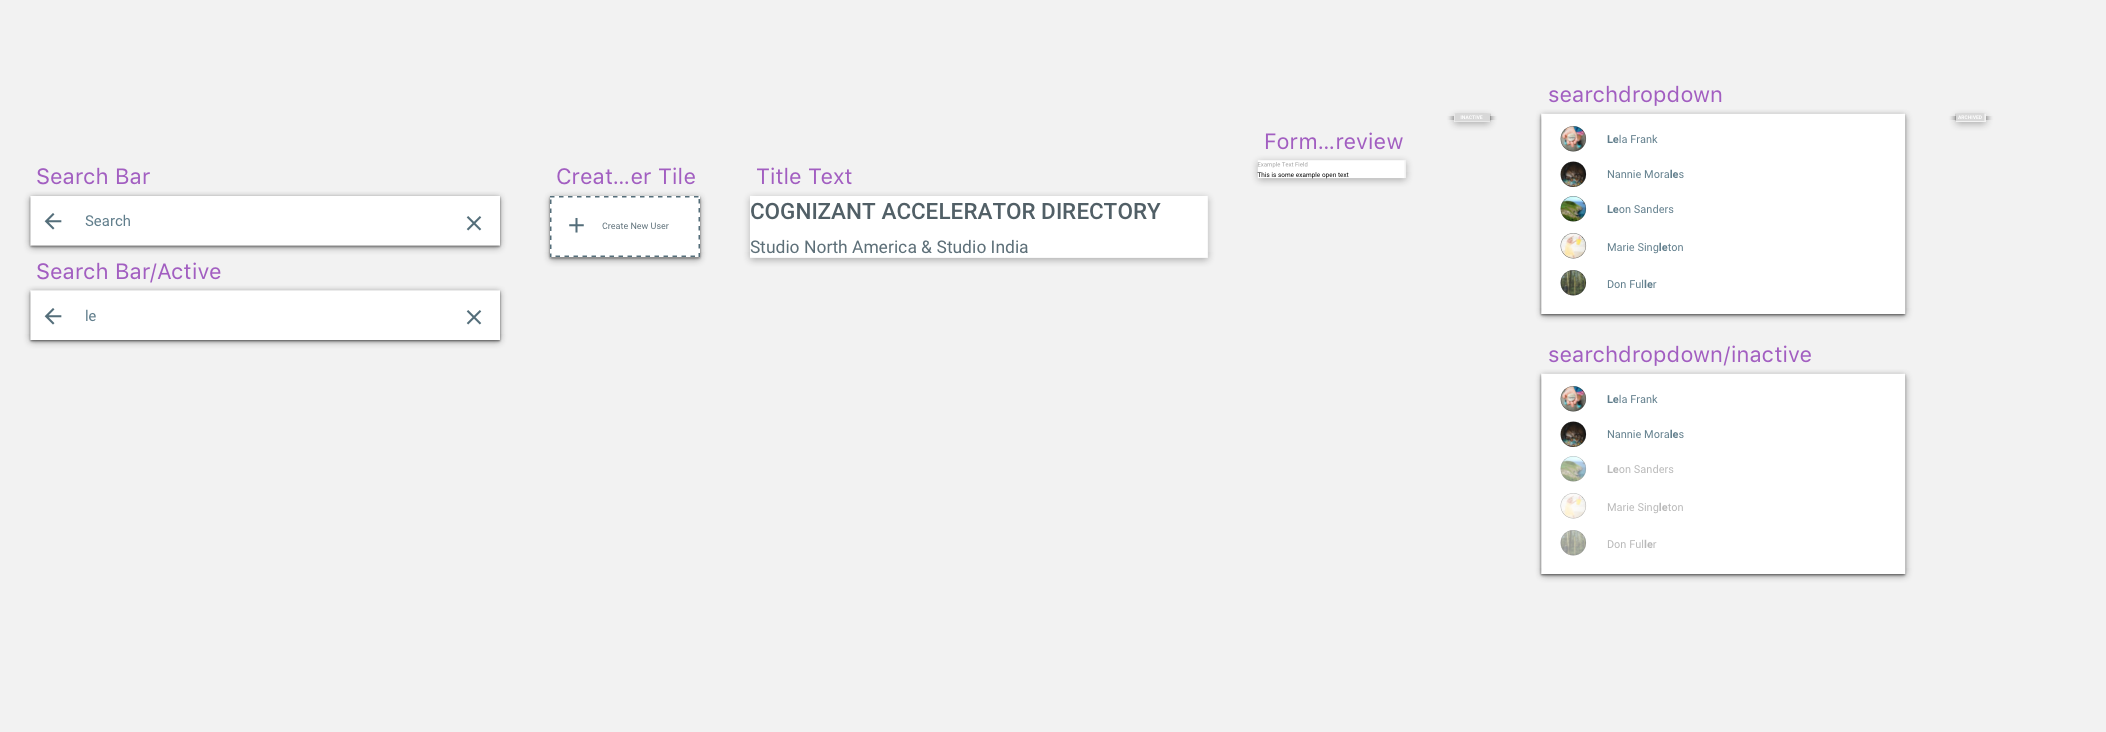 Search Bar
Search
Search Bar/Active
le
Creat...er Tile
Create New User
Title Text
COGNIZANT ACCELERATOR DIRECTORY
Studio North America & Studio India
Form...review
Example Text Field
This is some example open text
INACTIVE
searchdropdown
Lela Frank
Nannie Morales
Leon Sanders
Marie Singleton
Don Fuller
searchdropdown/inactive
Lela Frank
Nannie Morales
Leon Sanders
Marie Singleton
Don Fuller
ARCHIVED